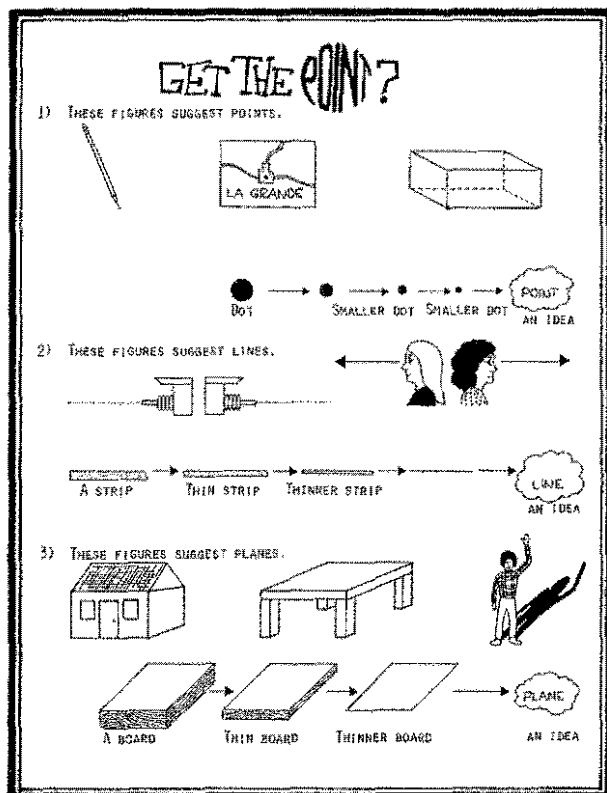 GET THE POINT?
1) THESE FIGURES SUGGEST POINTS.
LA GRANDE
POINT
DOT SMALLER DOT SMALLER DOT AN IDEA
2) THESE FIGURES SUGGEST LINES.
LINE
A STRIP THIN STRIP THINNER STRIP
AN IDEA
3) THESE FIGURES SUGGEST PLANES.
PLANE
A BOARD THIN BOARD THINNER BOARD AN IDEA